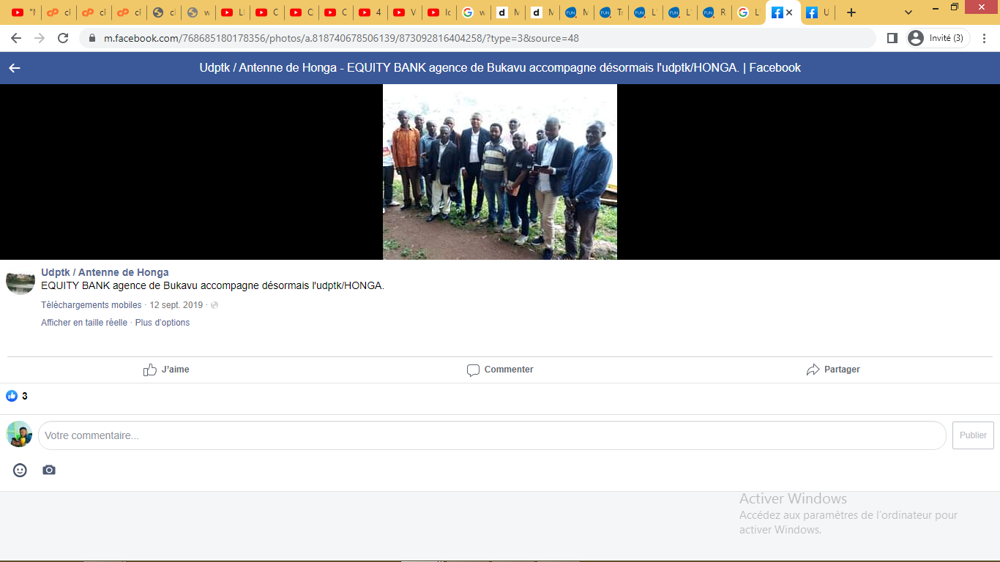 m.facebook.com/768685180178356/photos/a.818740678506139/873092816404258/?type=3&source=48
Invité (3)
Udptk / Antenne de Honga - EQUITY BANK agence de Bukavu accompagne désormais l'udptk/HONGA. | Facebook
Udptk / Antenne de Honga
EQUITY BANK agence de Bukavu accompagne désormais l'udptk/HONGA.
Téléchargements mobiles · 12 sept. 2019 ·
Afficher en taille réelle · Plus d'options
J'aime
Commenter
Partager
3
Votre commentaire...
Publier
Activer Windows
Accédez aux paramètres de l'ordinateur pour
activer Windows.